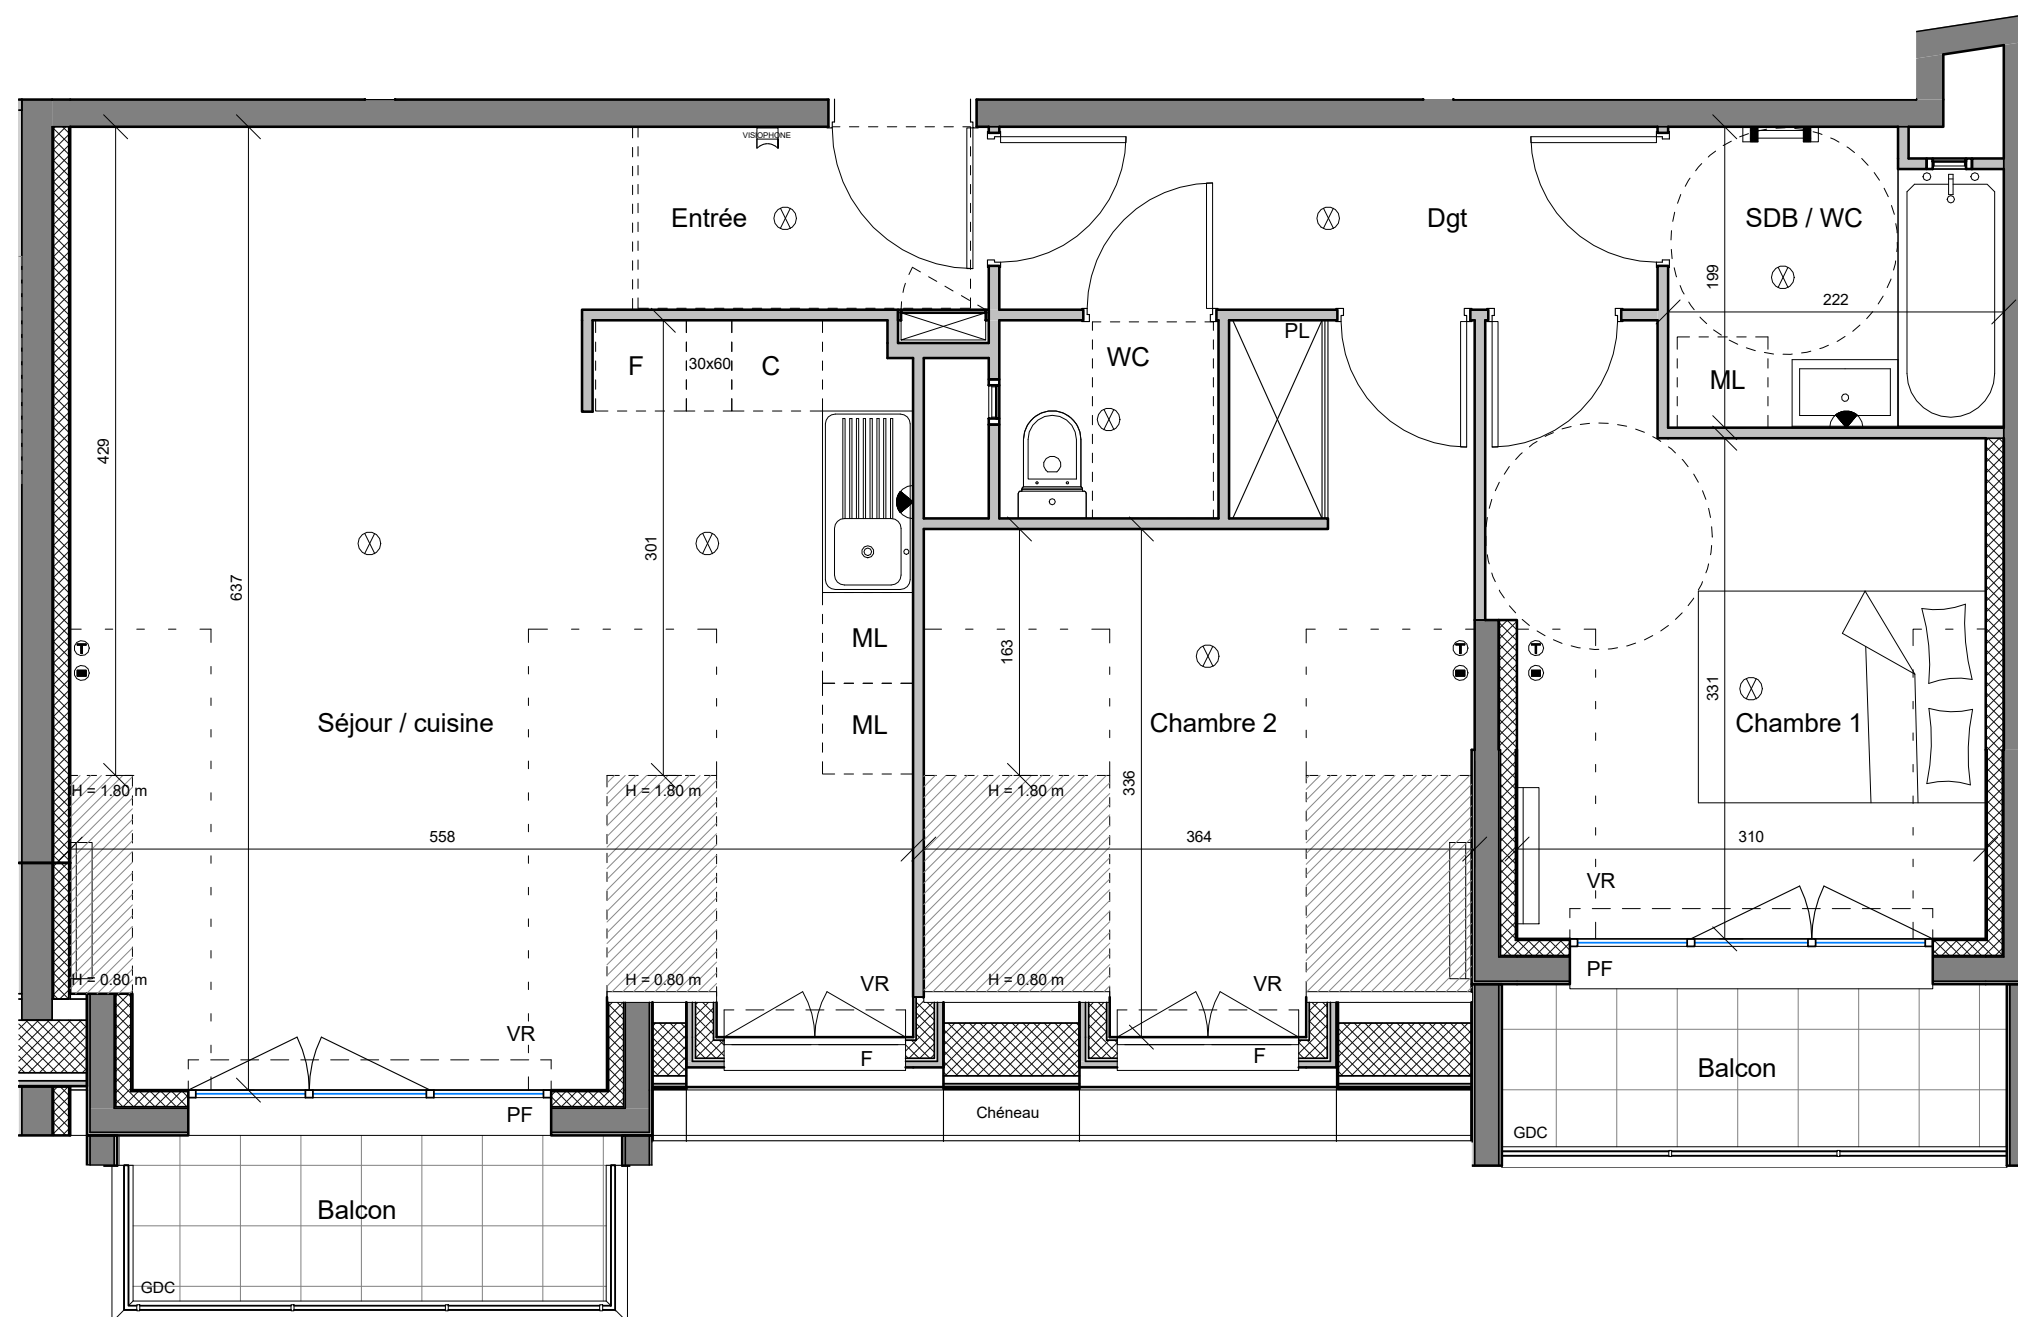 VISIOPHONE
Entrée
Dgt
SDB / WC
199
222
PL
WC
F
30x60
C
ML
429
301
637
163
ML
331
Séjour / cuisine
ML
Chambre 2
Chambre 1
336
H = 1.80 m
H = 1.80 m
H = 1.80 m
558
364
310
VR
H = 0.80 m
H = 0.80 m
VR
H = 0.80 m
VR
PF
VR
F
F
Balcon
PF
Chéneau
GDC
Balcon
GDC
T
T
T